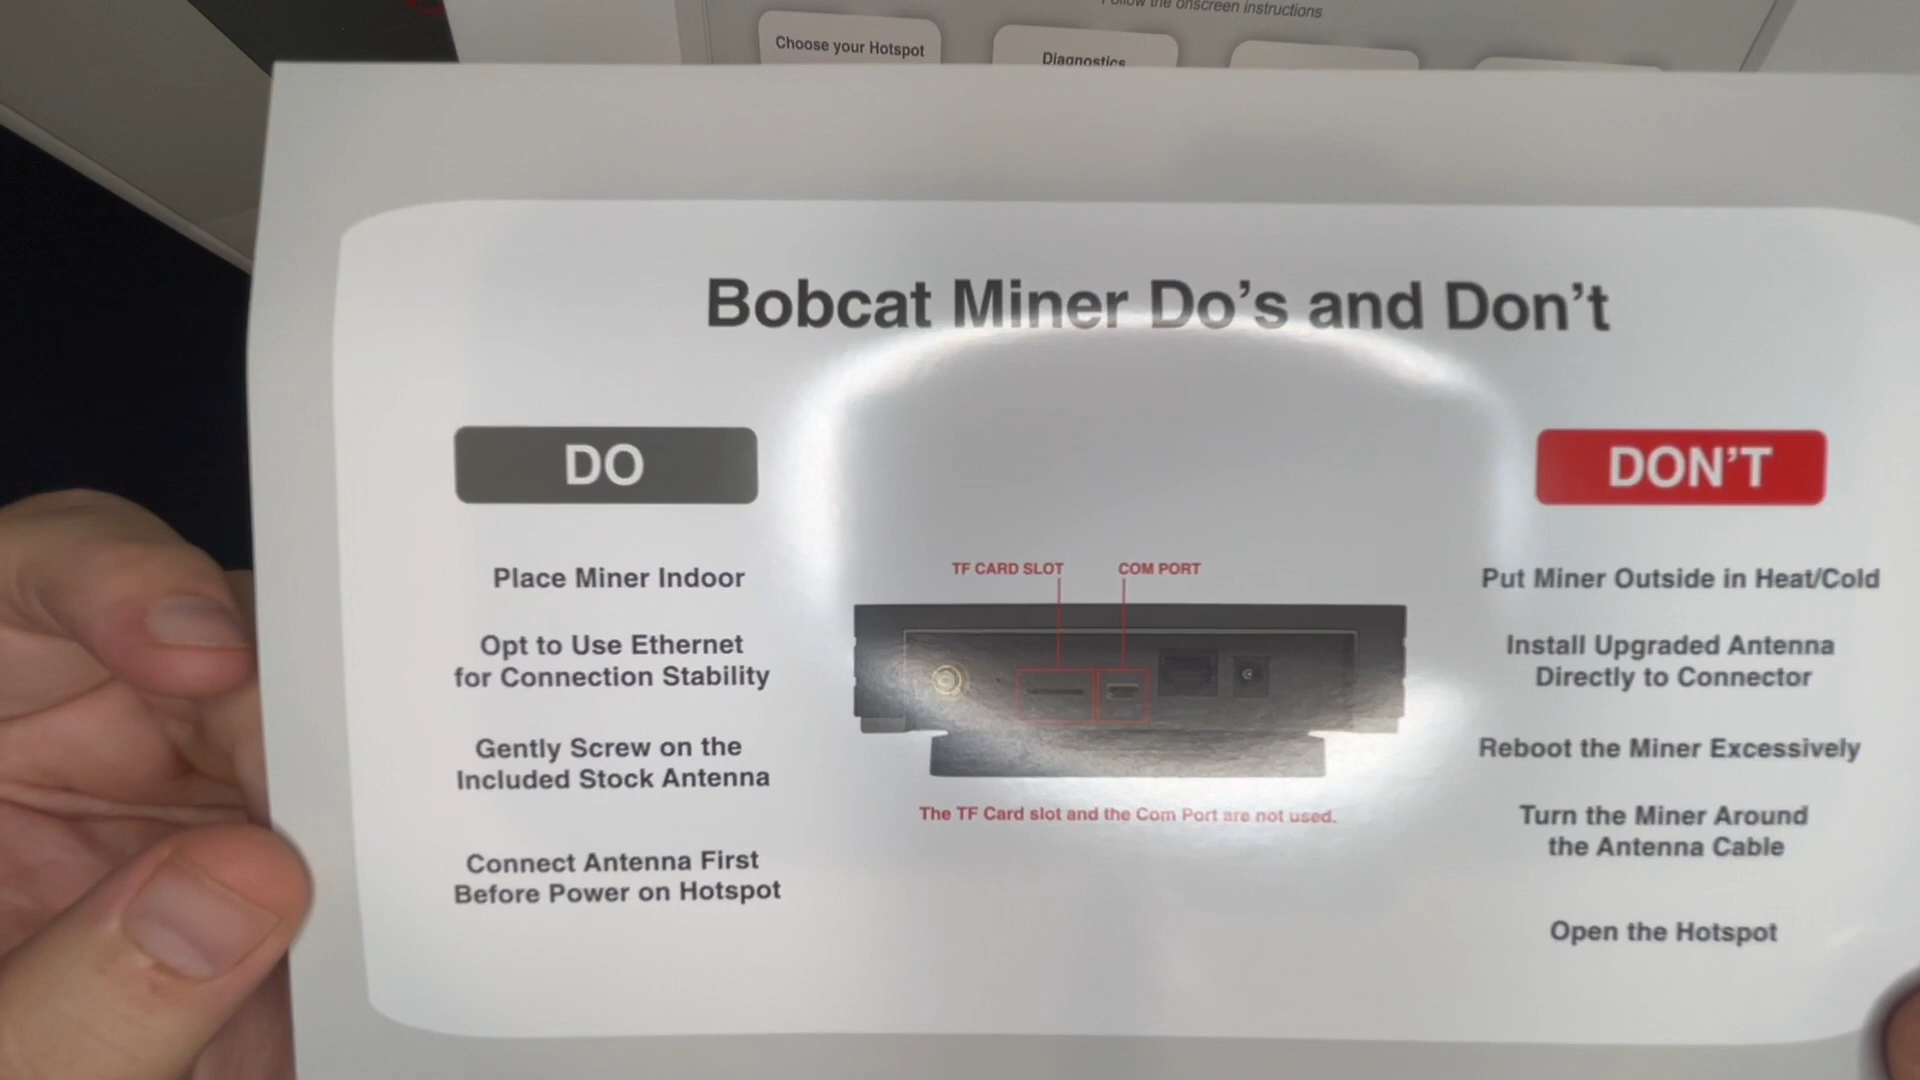 Follow the onscreen instructions
Choose your Hotspot
Diagnostics
Bobcat Miner Do's and Don't
DO
Place Miner Indoor
Opt to Use Ethernet
for Connection Stability
Gently Screw on the
Included Stock Antenna
Connect Antenna First
Before Power on Hotspot
TF CARD SLOT
COM PORT
The TF Card slot and the Com Port are not used.
DON'T
Put Miner Outside in Heat/Cold
Install Upgraded Antenna
Directly to Connector
Reboot the Miner Excessively
Turn the Miner Around
the Antenna Cable
Open the Hotspot